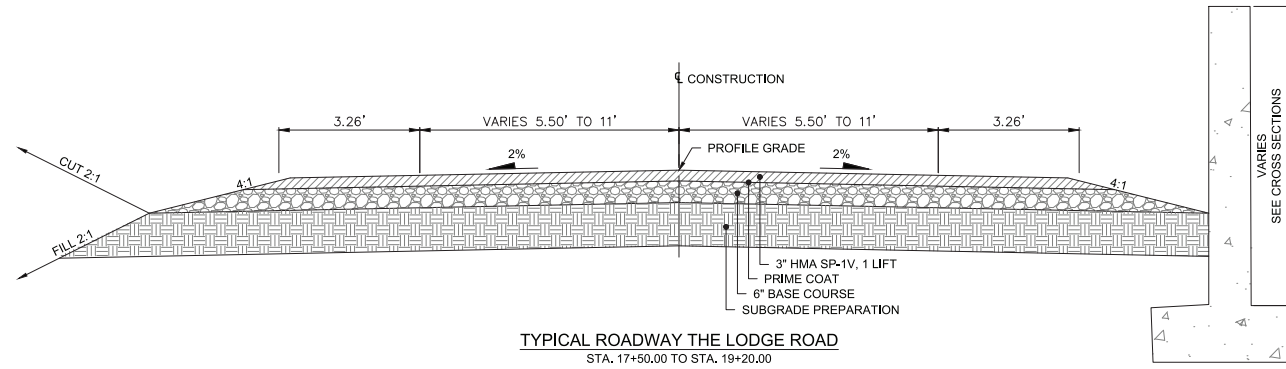 ℄ CONSTRUCTION
3.26'
VARIES 5.50' TO 11'
VARIES 5.50' TO 11'
3.26'
2%
PROFILE GRADE
2%
CUT 2:1
4:1
4:1
FILL 2:1
VARIES
SEE CROSS SECTIONS
3" HMA SP-1V, 1 LIFT
PRIME COAT
6" BASE COURSE
SUBGRADE PREPARATION
TYPICAL ROADWAY THE LODGE ROAD
STA. 17+50.00 TO STA. 19+20.00